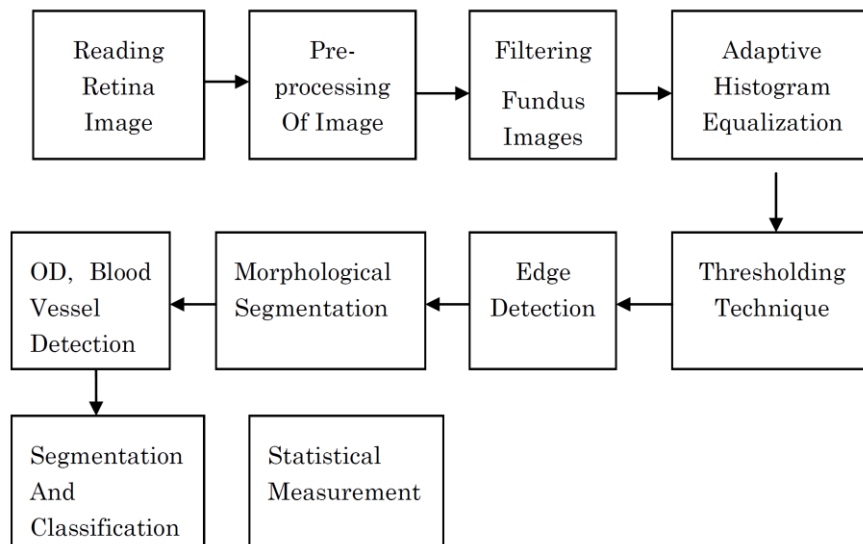 Reading
Retina
Image
Pre-
processing
Of Image
Filtering
Fundus
Images
Adaptive
Histogram
Equalization
Thresholding
Technique
Edge
Detection
Morphological
Segmentation
OD, Blood
Vessel
Detection
Segmentation
And
Classification
Statistical
Measurement